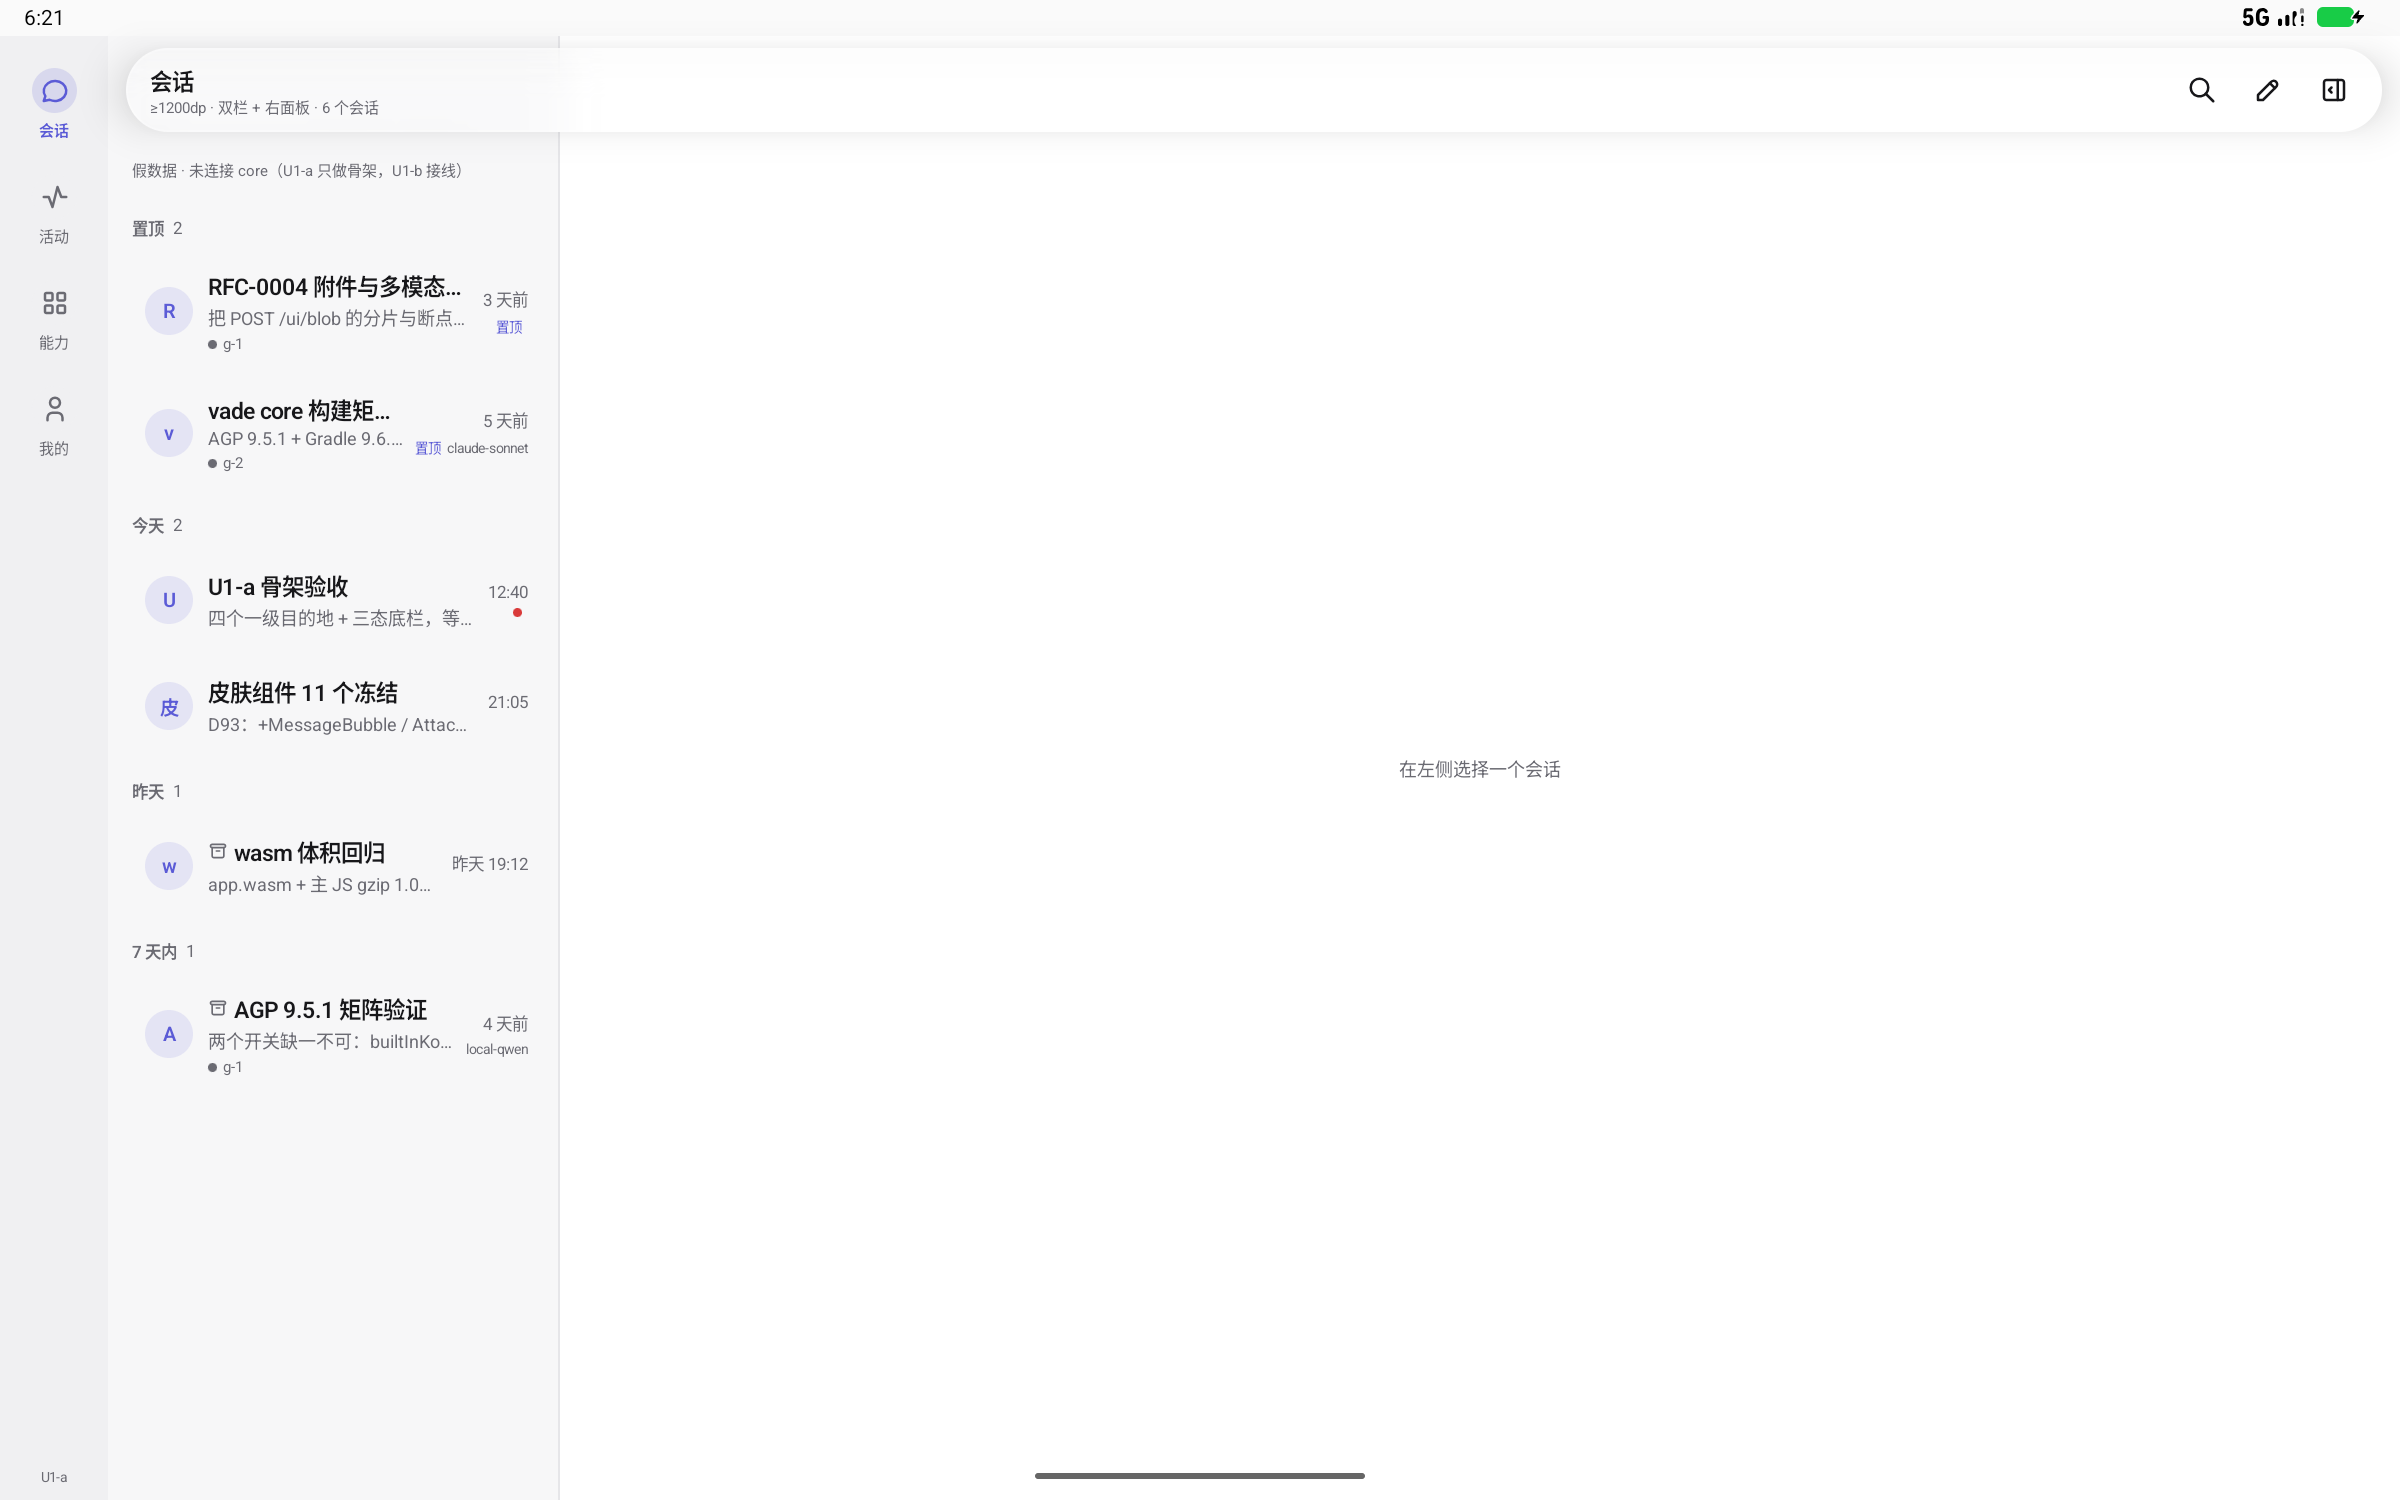 6:21
5G
会话
≥1200dp · 双栏 + 右面板 · 6 个会话
会话
活动
能力
我的
U1-a
假数据 · 未连接 core（U1-a 只做骨架，U1-b 接线）
置顶 2
R
RFC-0004 附件与多模态...
3 天前
把 POST /ui/blob 的分片与断点...
置顶
g-1
v
vade core 构建矩...
5 天前
AGP 9.5.1 + Gradle 9.6....
置顶 claude-sonnet
g-2
今天 2
U
U1-a 骨架验收
12:40
四个一级目的地 + 三态底栏，等...
皮
皮肤组件 11 个冻结
21:05
D93：+MessageBubble / Attac...
昨天 1
w
wasm 体积回归
昨天 19:12
app.wasm + 主 JS gzip 1.0...
7 天内 1
A
AGP 9.5.1 矩阵验证
4 天前
两个开关缺一不可：builtInKo...
local-qwen
g-1
在左侧选择一个会话